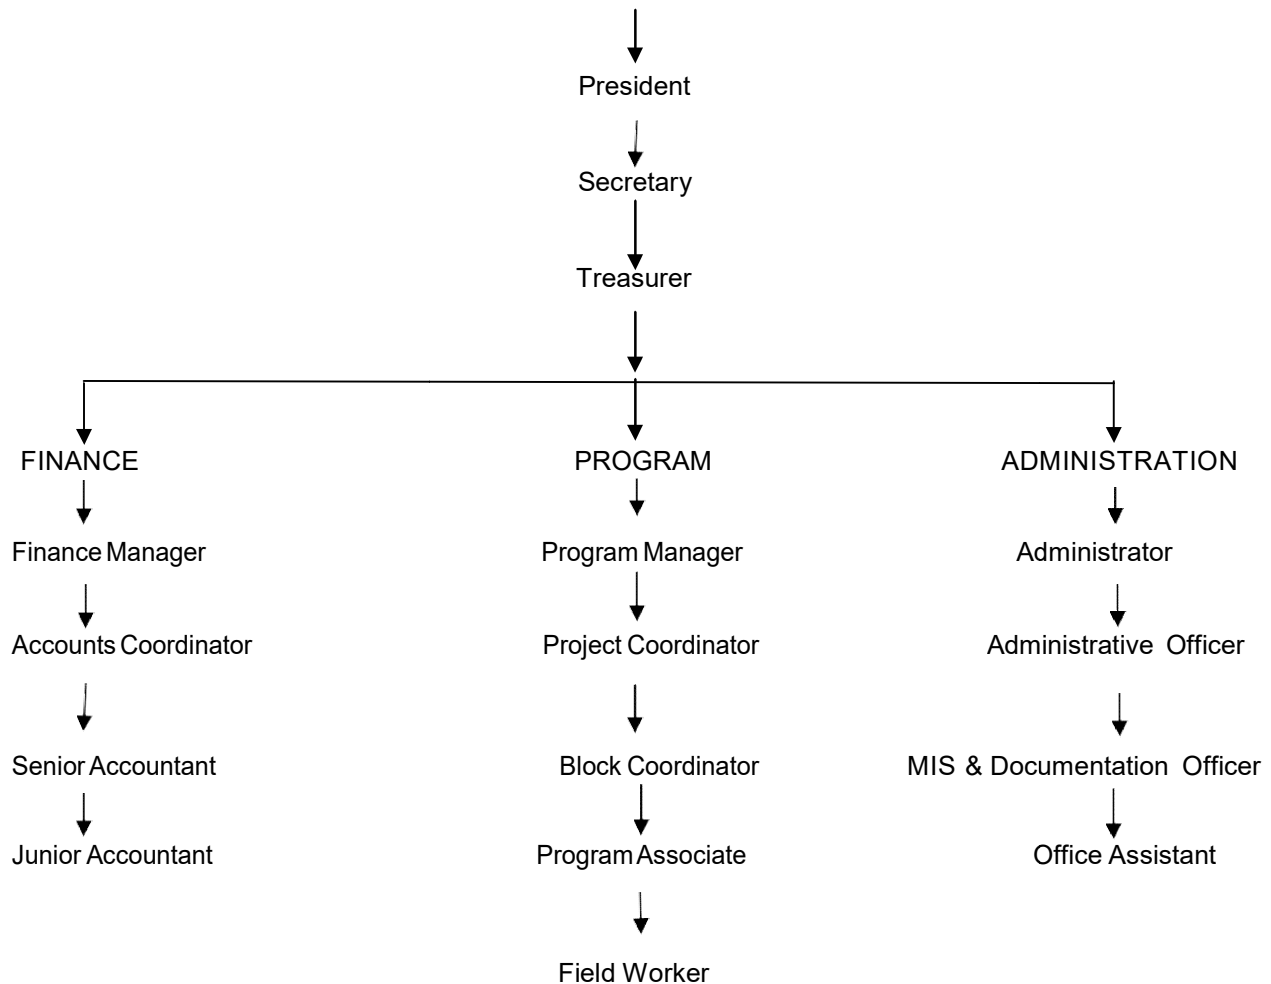 President
Secretary
Treasurer
FINANCE PROGRAM ADMINISTRATION
Finance Manager Program Manager Administrator
Accounts Coordinator Project Coordinator Administrative Officer
Senior Accountant Block Coordinator MIS & Documentation Officer
Junior Accountant Program Associate Office Assistant
Field Worker